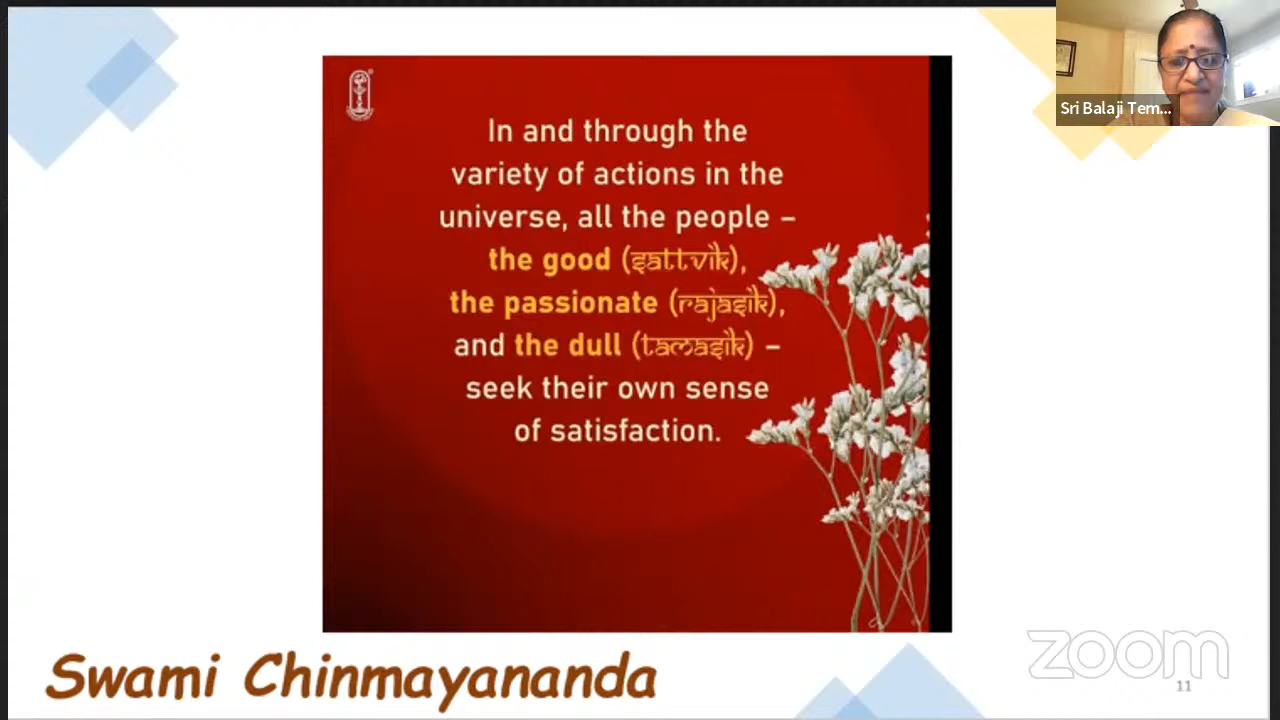 Sri Balaji Tem...
In and through the
variety of actions in the
universe, all the people –
the good (sattvik),
the passionate (rajasik),
and the dull (tamasik) –
seek their own sense
of satisfaction.
Swami Chinmayananda
zoom
11